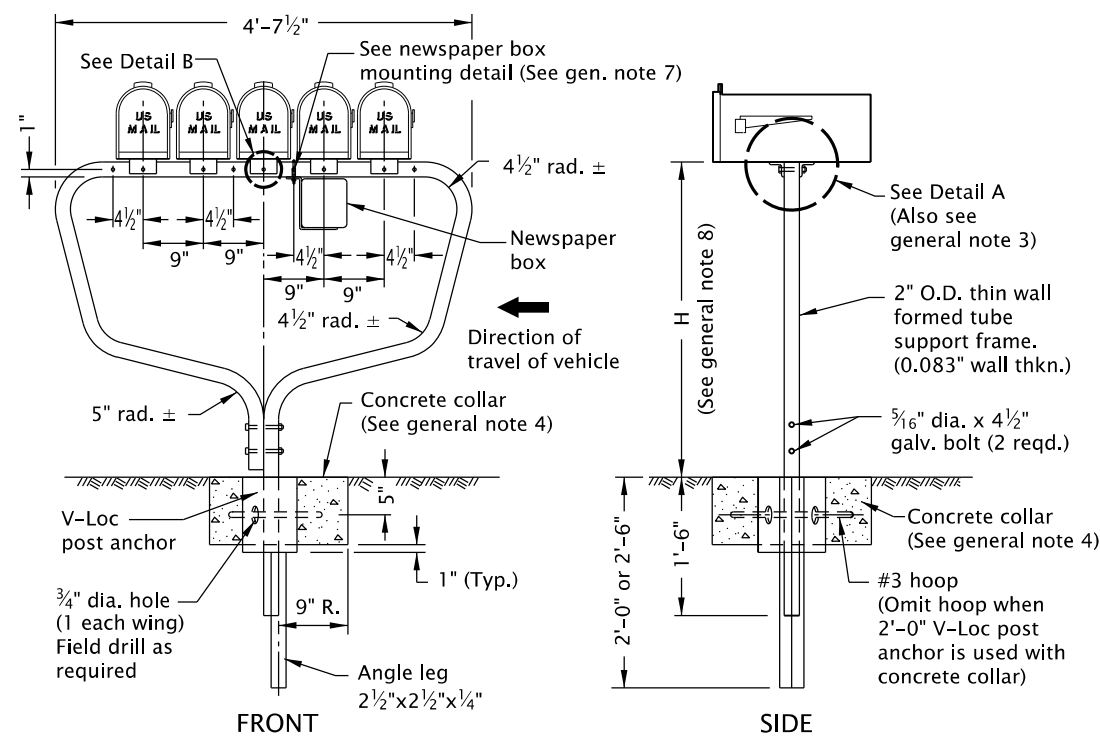 4'-7½"
See Detail B
See newspaper box
mounting detail (See gen. note 7)
US
MAIL
US
MAIL
US
MAIL
US
MAIL
US
MAIL
1"
4½" rad. ±
4½"
4½"
9"
9"
4½"
4½"
9"
9"
Newspaper
box
4½" rad. ±
Direction of
travel of vehicle
5" rad. ±
Concrete collar
(See general note 4)
5"
V-Loc
post anchor
1" (Typ.)
¾" dia. hole
(1 each wing)
Field drill as
required
9" R.
Angle leg
2½"x2½"x¼"
FRONT
See Detail A
(Also see
general note 3)
H
(See general note 8)
2" O.D. thin wall
formed tube
support frame.
(0.083" wall thkn.)
5⁄16" dia. x 4½"
galv. bolt (2 reqd.)
2'-0" or 2'-6"
1'-6"
Concrete collar
(See general note 4)
#3 hoop
(Omit hoop when
2'-0" V-Loc post
anchor is used with
concrete collar)
SIDE